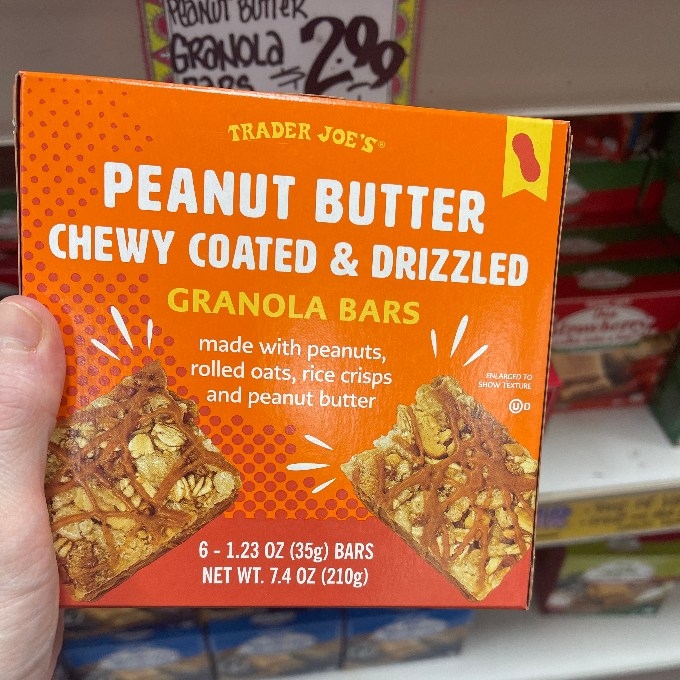 PEANUT BUTTER
GRANOLA
BARS
2.99
TRADER JOE'S®
PEANUT BUTTER
CHEWY COATED & DRIZZLED
GRANOLA BARS
made with peanuts,
rolled oats, rice crisps
and peanut butter
ENLARGED TO
SHOW TEXTURE
U D
6 - 1.23 OZ (35g) BARS
NET WT. 7.4 OZ (210g)